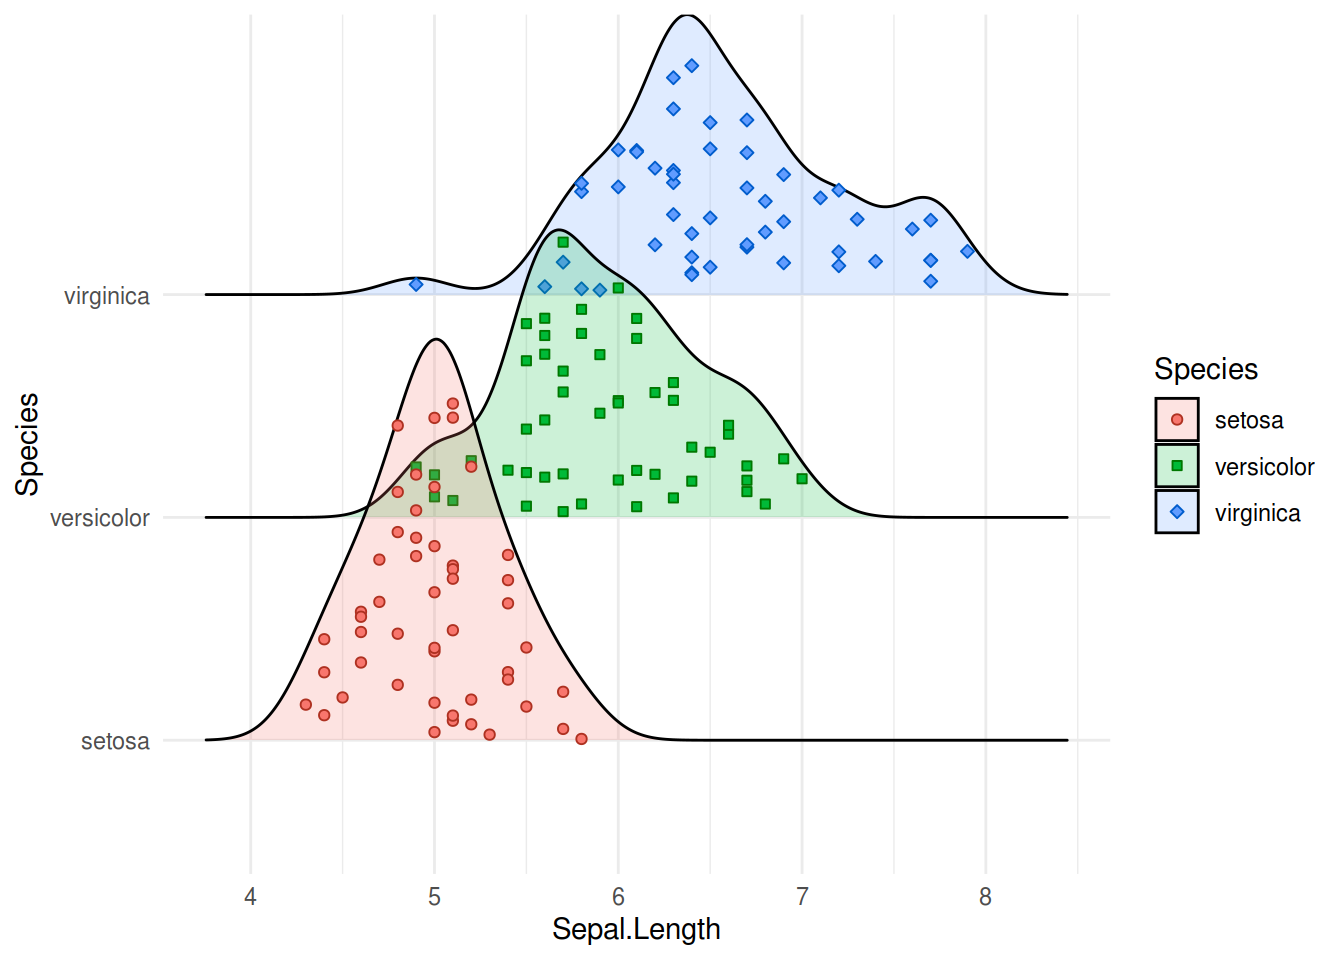 Species
virginica
versicolor
setosa
4 5 6 7 8
Sepal.Length
Species
setosa
versicolor
virginica